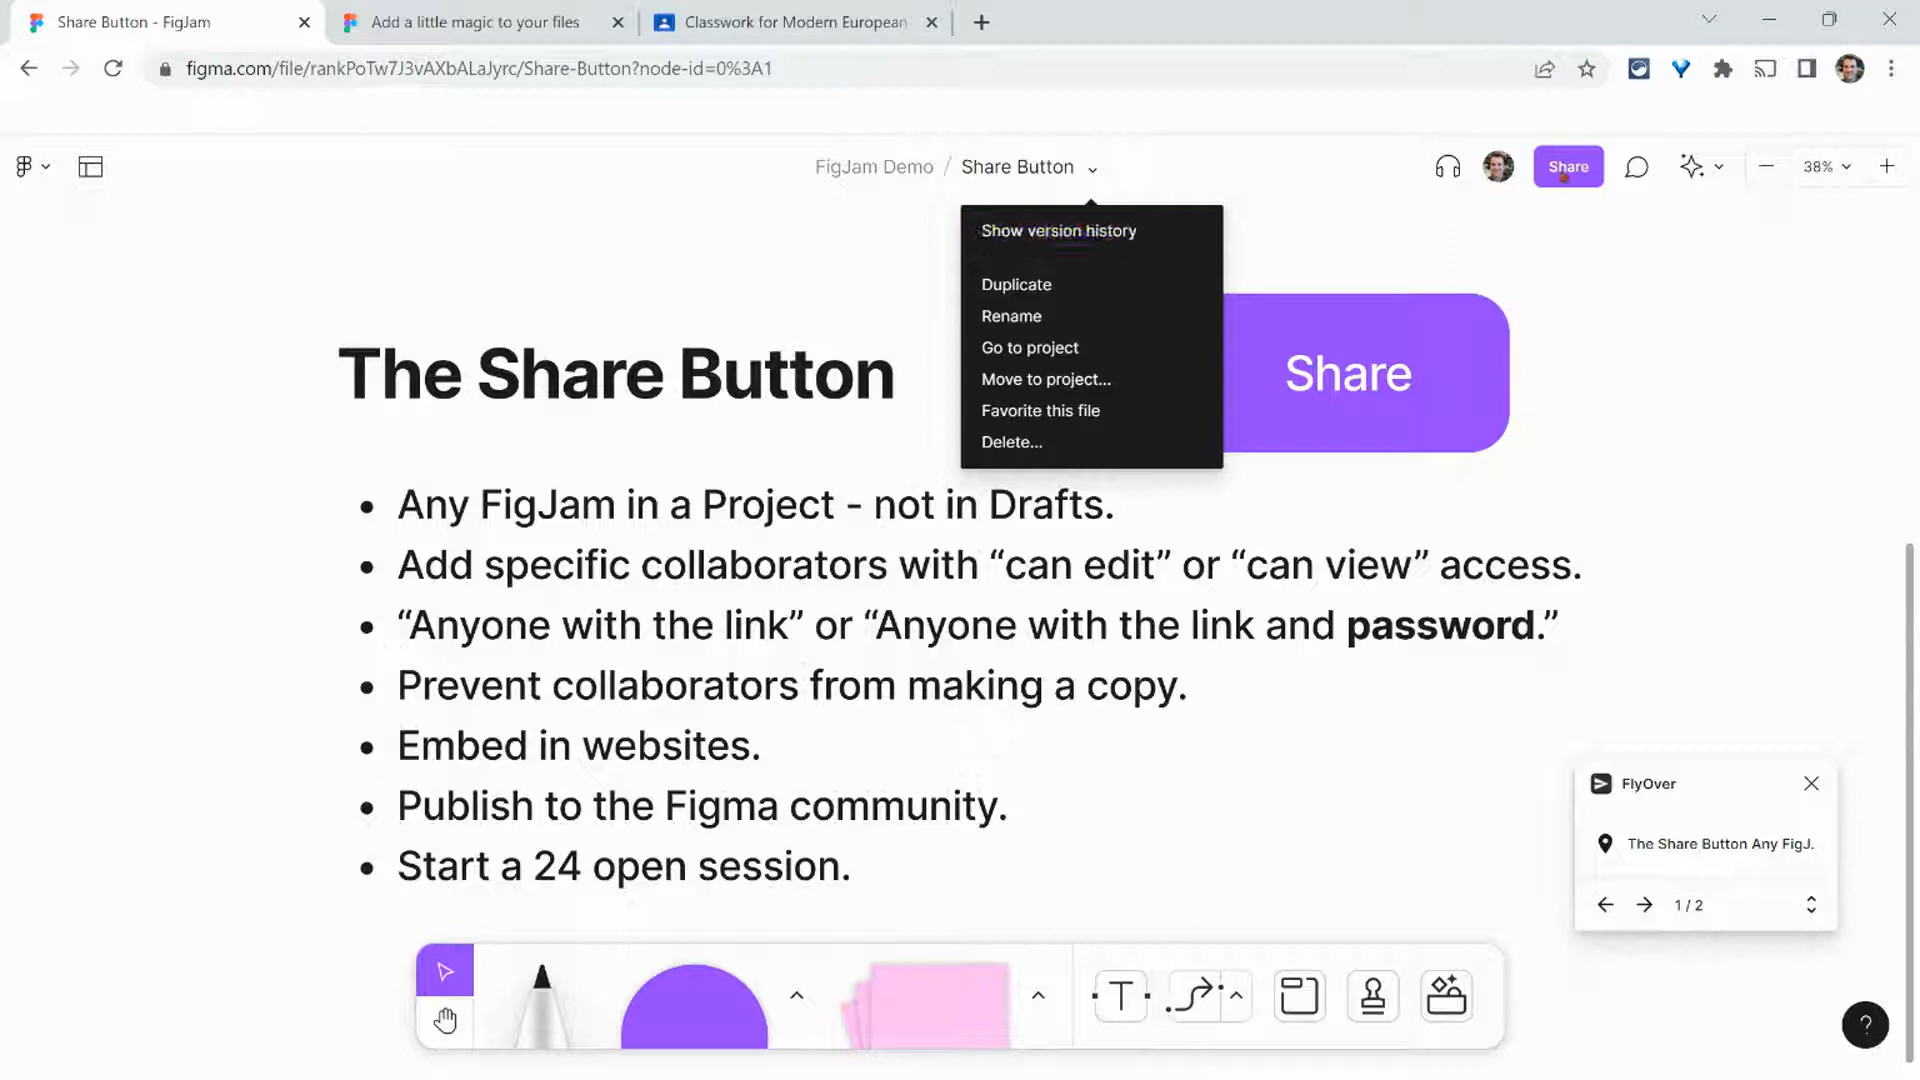 Share Button - FigJam
Add a little magic to your files
Classwork for Modern European
figma.com/file/rankPoTw7J3vAXbALaJyrc/Share-Button?node-id=0%3A1
FigJam Demo / Share Button
Share
38%
Show version history
Duplicate
Rename
Go to project
Move to project...
Favorite this file
Delete...
The Share Button
Share
• Any FigJam in a Project - not in Drafts.
• Add specific collaborators with “can edit” or “can view” access.
• “Anyone with the link” or “Anyone with the link and password.”
• Prevent collaborators from making a copy.
• Embed in websites.
• Publish to the Figma community.
• Start a 24 open session.
FlyOver
The Share Button Any FigJ.
1 / 2
T
?